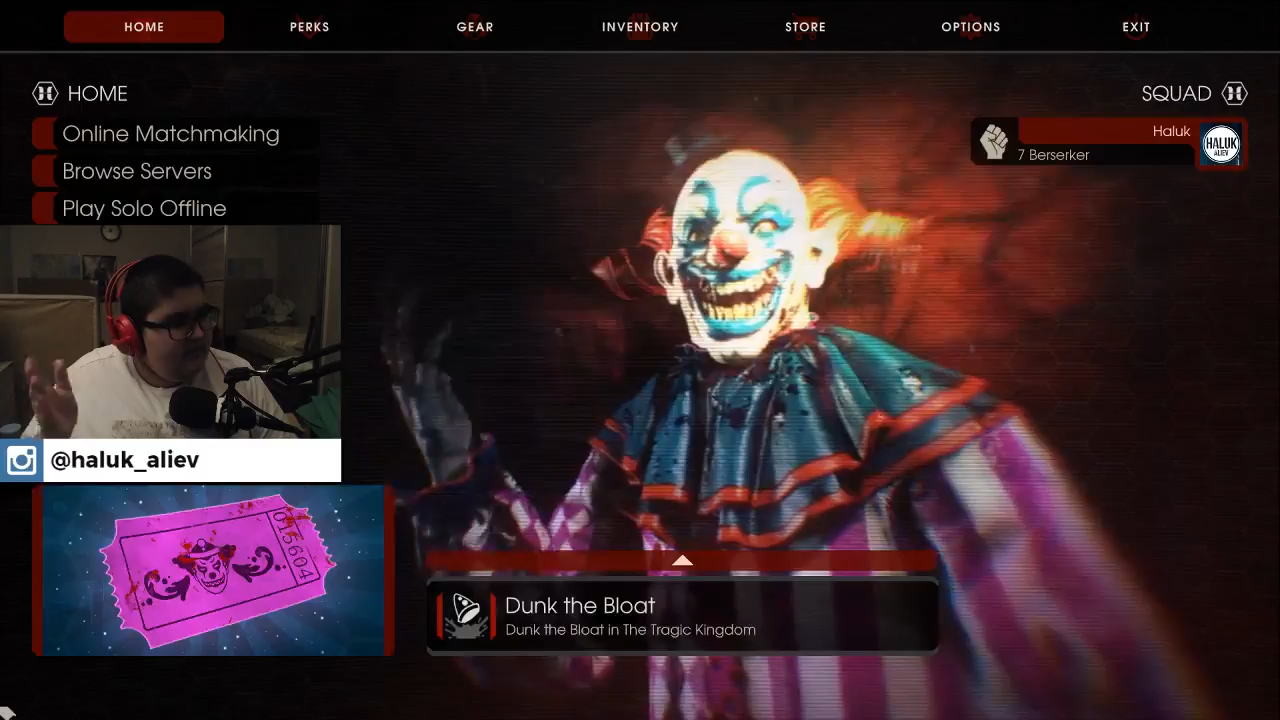 HOME PERKS GEAR INVENTORY STORE OPTIONS EXIT
HOME
SQUAD
Online Matchmaking
Browse Servers
Play Solo Offline
Haluk
7 Berserker
HALUK
ALIEV
@haluk_aliev
604510
Dunk the Bloat
Dunk the Bloat in The Tragic Kingdom